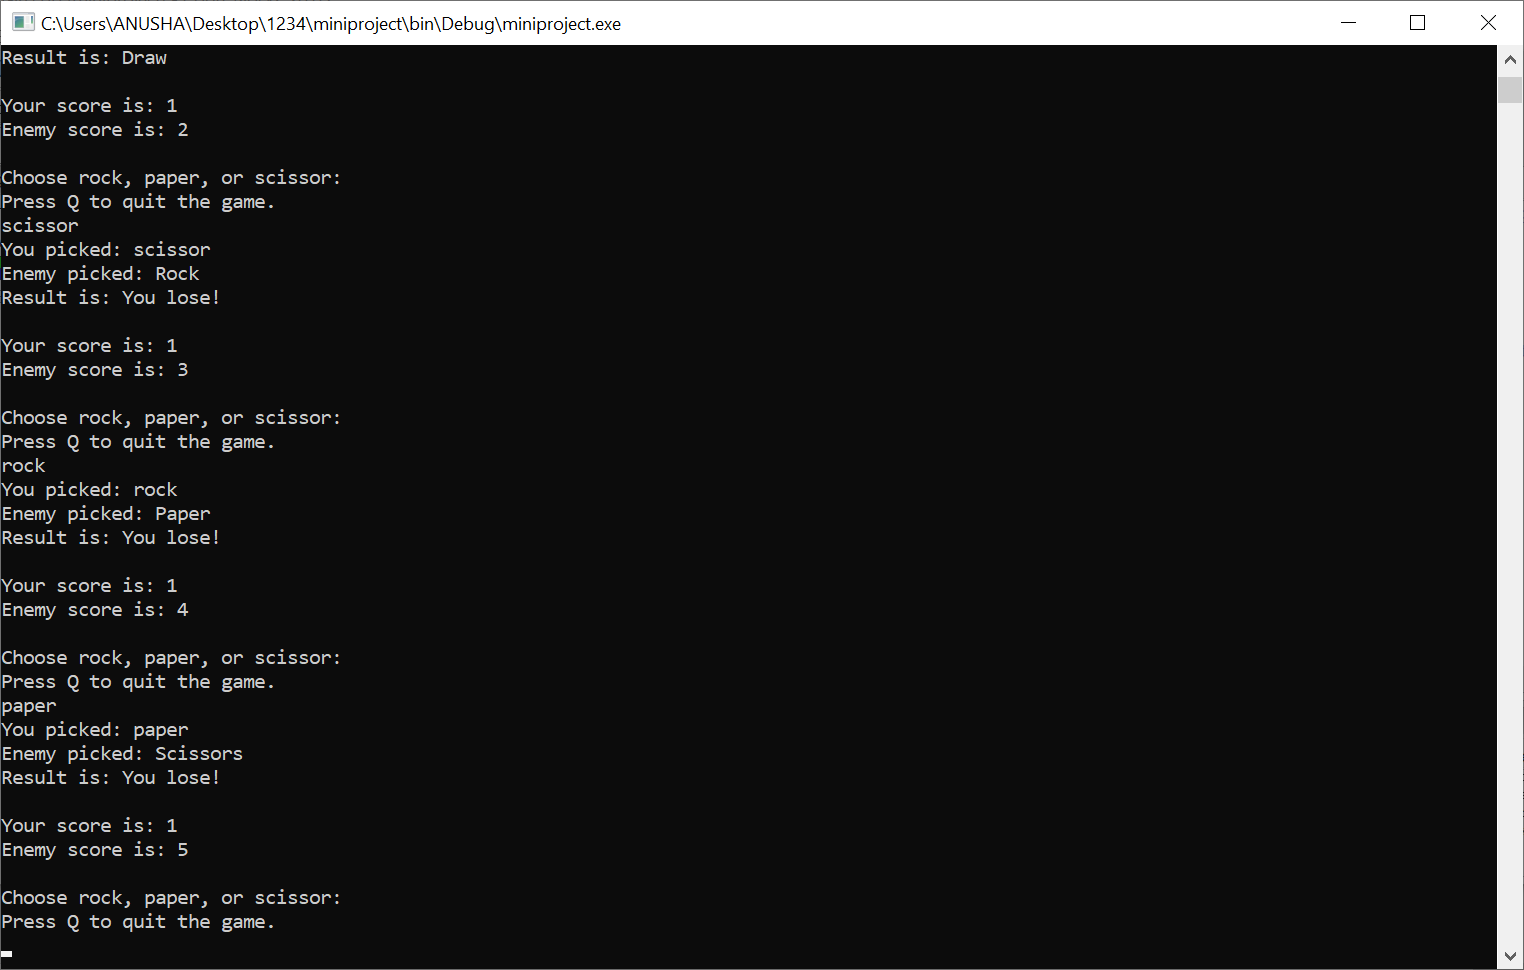 C:\Users\ANUSHA\Desktop\1234\miniproject\bin\Debug\miniproject.exe
Result is: Draw
Your score is: 1
Enemy score is: 2
Choose rock, paper, or scissor:
Press Q to quit the game.
scissor
You picked: scissor
Enemy picked: Rock
Result is: You lose!
Your score is: 1
Enemy score is: 3
Choose rock, paper, or scissor:
Press Q to quit the game.
rock
You picked: rock
Enemy picked: Paper
Result is: You lose!
Your score is: 1
Enemy score is: 4
Choose rock, paper, or scissor:
Press Q to quit the game.
paper
You picked: paper
Enemy picked: Scissors
Result is: You lose!
Your score is: 1
Enemy score is: 5
Choose rock, paper, or scissor:
Press Q to quit the game.